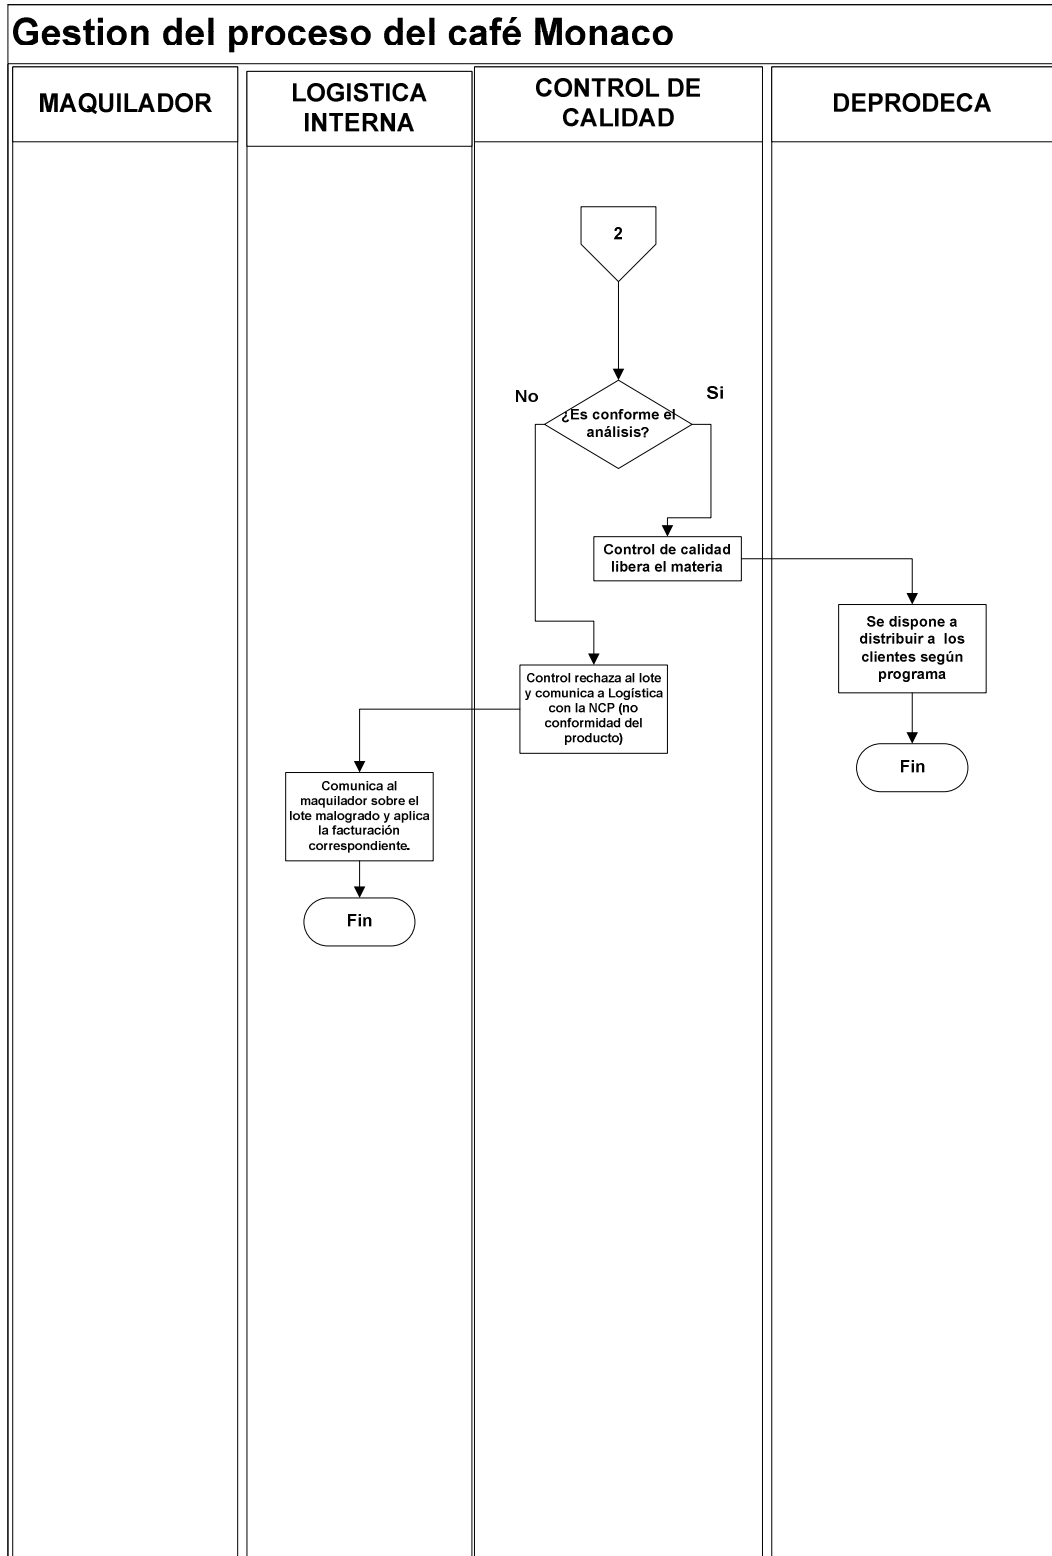 Gestion del proceso del café Monaco
MAQUILADOR
LOGISTICA
INTERNA
CONTROL DE
CALIDAD
DEPRODECA
2
No
Si
¿Es conforme el
análisis?
Control de calidad
libera el materia
Se dispone a
distribuir a los
clientes según
programa
Control rechaza al lote
y comunica a Logística
con la NCP (no
conformidad del
producto)
Fin
Comunica al
maquilador sobre el
lote malogrado y aplica
la facturación
correspondiente.
Fin